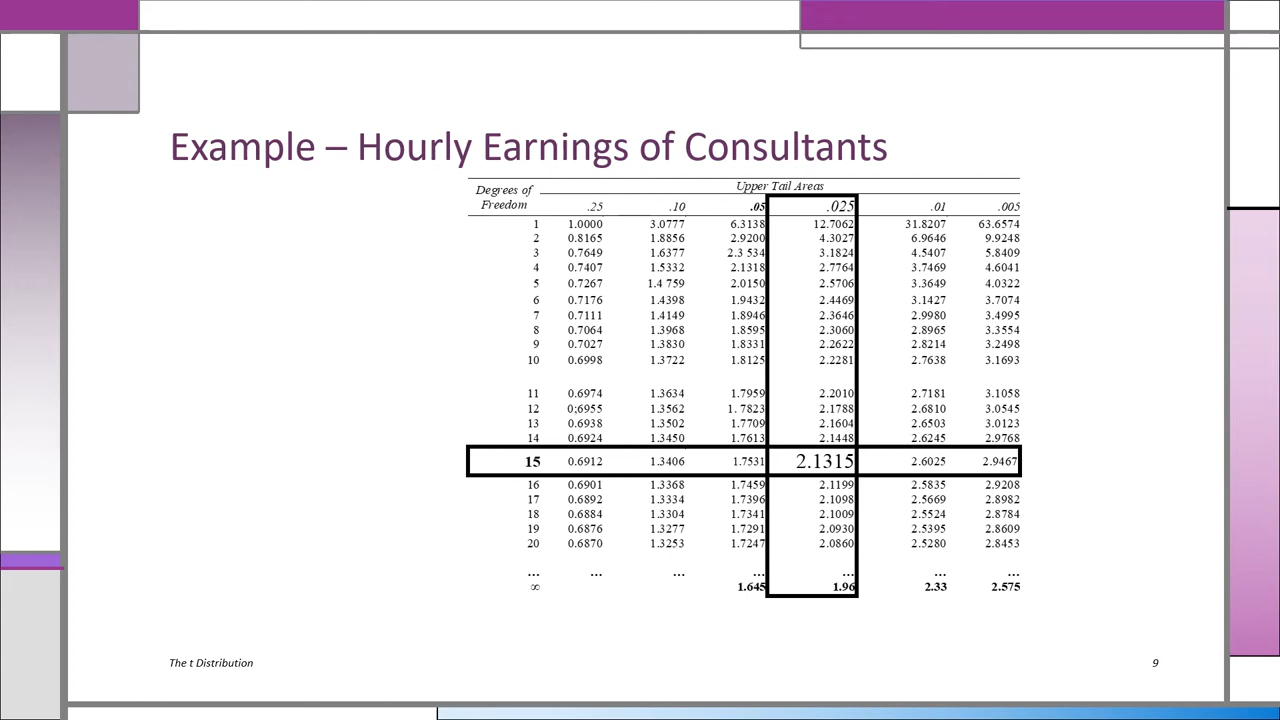 Example – Hourly Earnings of Consultants
Degrees of Freedom Upper Tail Areas
.25 .10 .05 .025 .01 .005
1 1.0000 3.0777 6.3138 12.7062 31.8207 63.6574
2 0.8165 1.8856 2.9200 4.3027 6.9646 9.9248
3 0.7649 1.6377 2.3 534 3.1824 4.5407 5.8409
4 0.7407 1.5332 2.1318 2.7764 3.7469 4.6041
5 0.7267 1.4 759 2.0150 2.5706 3.3649 4.0322
6 0.7176 1.4398 1.9432 2.4469 3.1427 3.7074
7 0.7111 1.4149 1.8946 2.3646 2.9980 3.4995
8 0.7064 1.3968 1.8595 2.3060 2.8965 3.3554
9 0.7027 1.3830 1.8331 2.2622 2.8214 3.2498
10 0.6998 1.3722 1.8125 2.2281 2.7638 3.1693
11 0.6974 1.3634 1.7959 2.2010 2.7181 3.1058
12 0;6955 1.3562 1. 7823 2.1788 2.6810 3.0545
13 0.6938 1.3502 1.7709 2.1604 2.6503 3.0123
14 0.6924 1.3450 1.7613 2.1448 2.6245 2.9768
15 0.6912 1.3406 1.7531 2.1315 2.6025 2.9467
16 0.6901 1.3368 1.7459 2.1199 2.5835 2.9208
17 0.6892 1.3334 1.7396 2.1098 2.5669 2.8982
18 0.6884 1.3304 1.7341 2.1009 2.5524 2.8784
19 0.6876 1.3277 1.7291 2.0930 2.5395 2.8609
20 0.6870 1.3253 1.7247 2.0860 2.5280 2.8453
... ... ... ... ... ... ...
∞ 1.645 1.96 2.33 2.575
The t Distribution 9